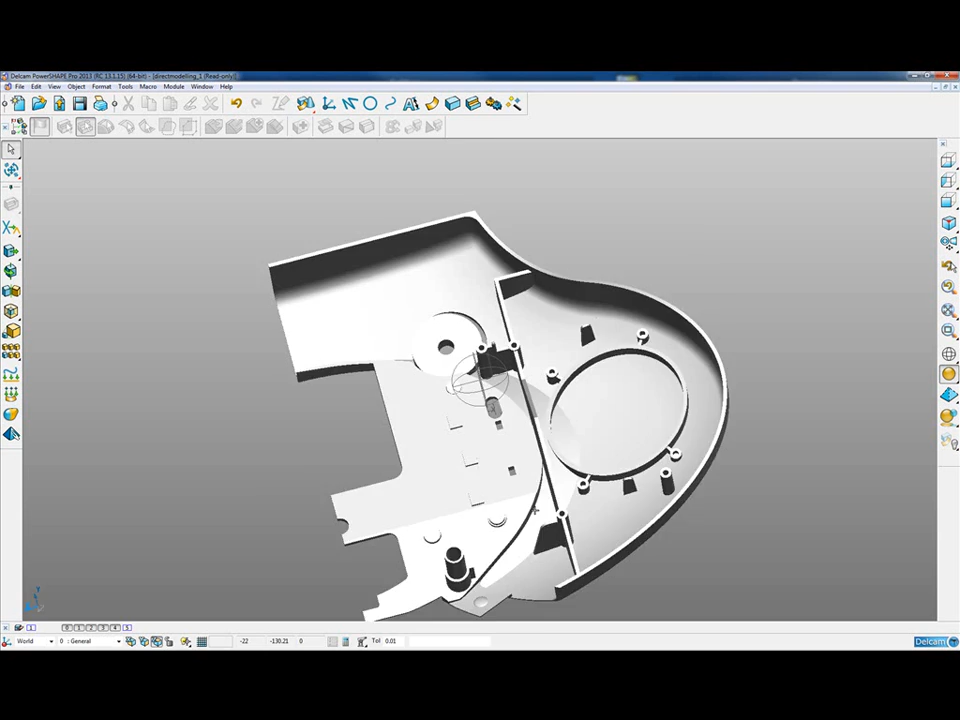 Delcam PowerSHAPE Pro 2013 (RC 13.1.15) [64-bit] - [directmodelling_1 (Read-only)]
File Edit View Object Format Tools Macro Module Window Help
World 0 : General -22 -130.21 0 Tol 0.01 Delcam